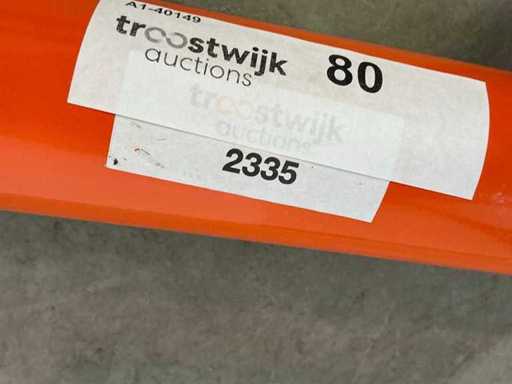 A1-40149
troostwijk 80
auctions
troostwijk
auctions
2335